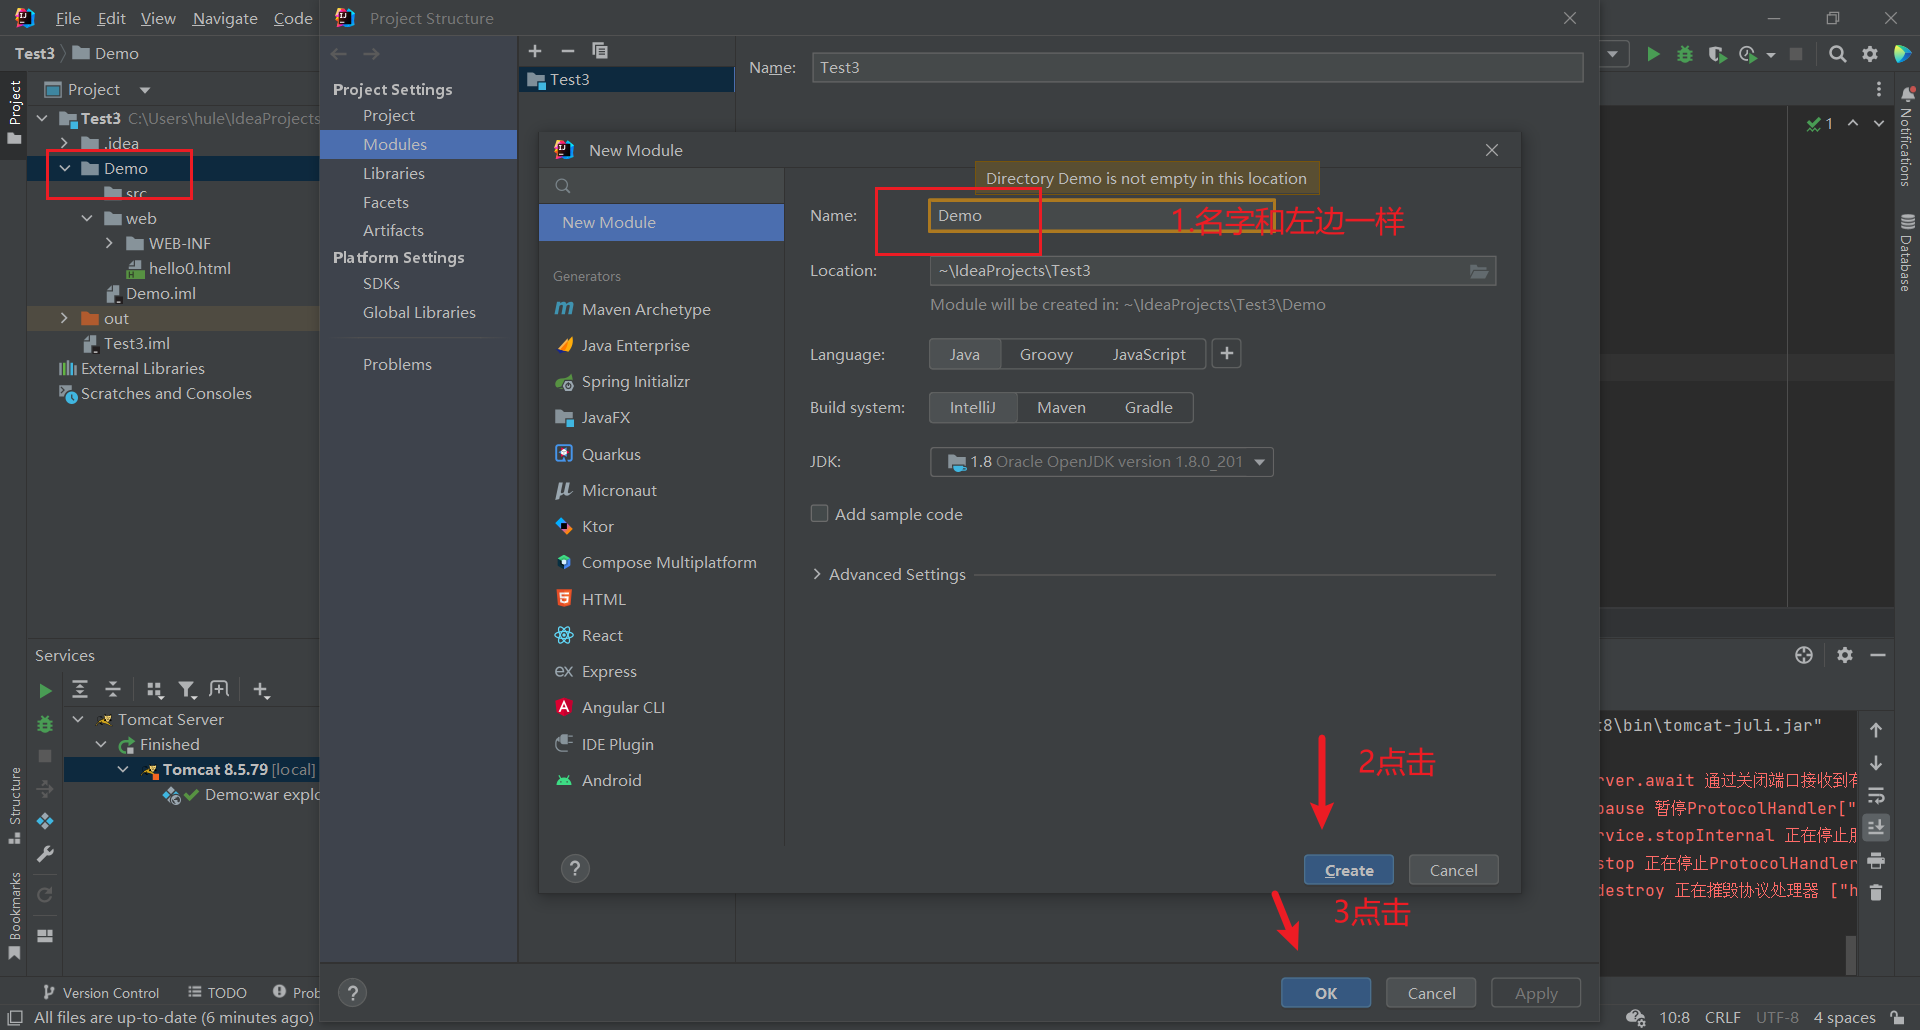 File Edit View Navigate Code
Project Structure
Test3 Demo
Project
Project
Test3 C:\Users\hule\IdeaProjects
.idea
Demo
src
web
WEB-INF
hello0.html
Demo.iml
out
Test3.iml
External Libraries
Scratches and Consoles
Project Settings
Project
Modules
Libraries
Facets
Artifacts
Platform Settings
SDKs
Global Libraries
Problems
Test3
Name: Test3
New Module
Directory Demo is not empty in this location
New Module
Generators
Maven Archetype
Java Enterprise
Spring Initializr
JavaFX
Quarkus
Micronaut
Ktor
Compose Multiplatform
HTML
React
Express
Angular CLI
IDE Plugin
Android
Name: Demo
1.名字和左边一样
Location: ~\IdeaProjects\Test3
Module will be created in: ~\IdeaProjects\Test3\Demo
Language: Java Groovy JavaScript
Build system: IntelliJ Maven Gradle
JDK: 1.8 Oracle OpenJDK version 1.8.0_201
Add sample code
Advanced Settings
2点击
Create Cancel
3点击
OK Cancel Apply
1
Notifications
Database
Services
Tomcat Server
Finished
Tomcat 8.5.79 [local]
Demo:war explo
Structure
Bookmarks
t8\bin\tomcat-juli.jar"
rver.await 通过关闭端口接收到有
pause 暂停ProtocolHandler["
rvice.stopInternal 正在停止服
stop 正在停止ProtocolHandler
destroy 正在摧毁协议处理器 ["h
Version Control TODO Prob
All files are up-to-date (6 minutes ago)
10:8 CRLF UTF-8 4 spaces